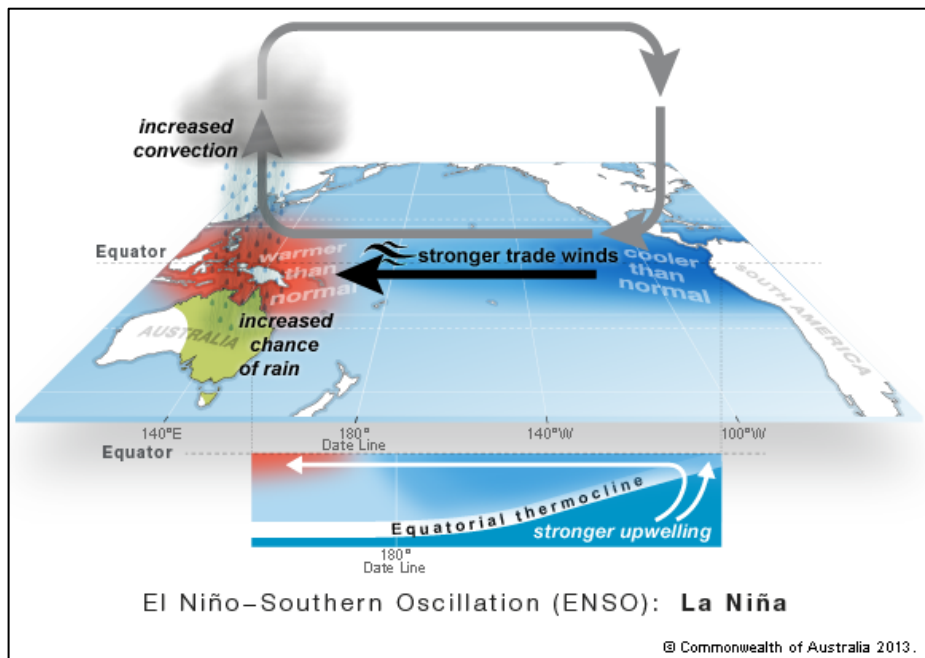 increased
convection
Equator
warmer
than
normal
stronger trade winds
cooler
than
normal
SOUTH AMERICA
AUSTRALIA
increased
chance
of rain
140°E
180°
Date Line
140°W
100°W
Equator
Equatorial thermocline
stronger upwelling
180°
Date Line
El Niño–Southern Oscillation (ENSO): La Niña
© Commonwealth of Australia 2013.